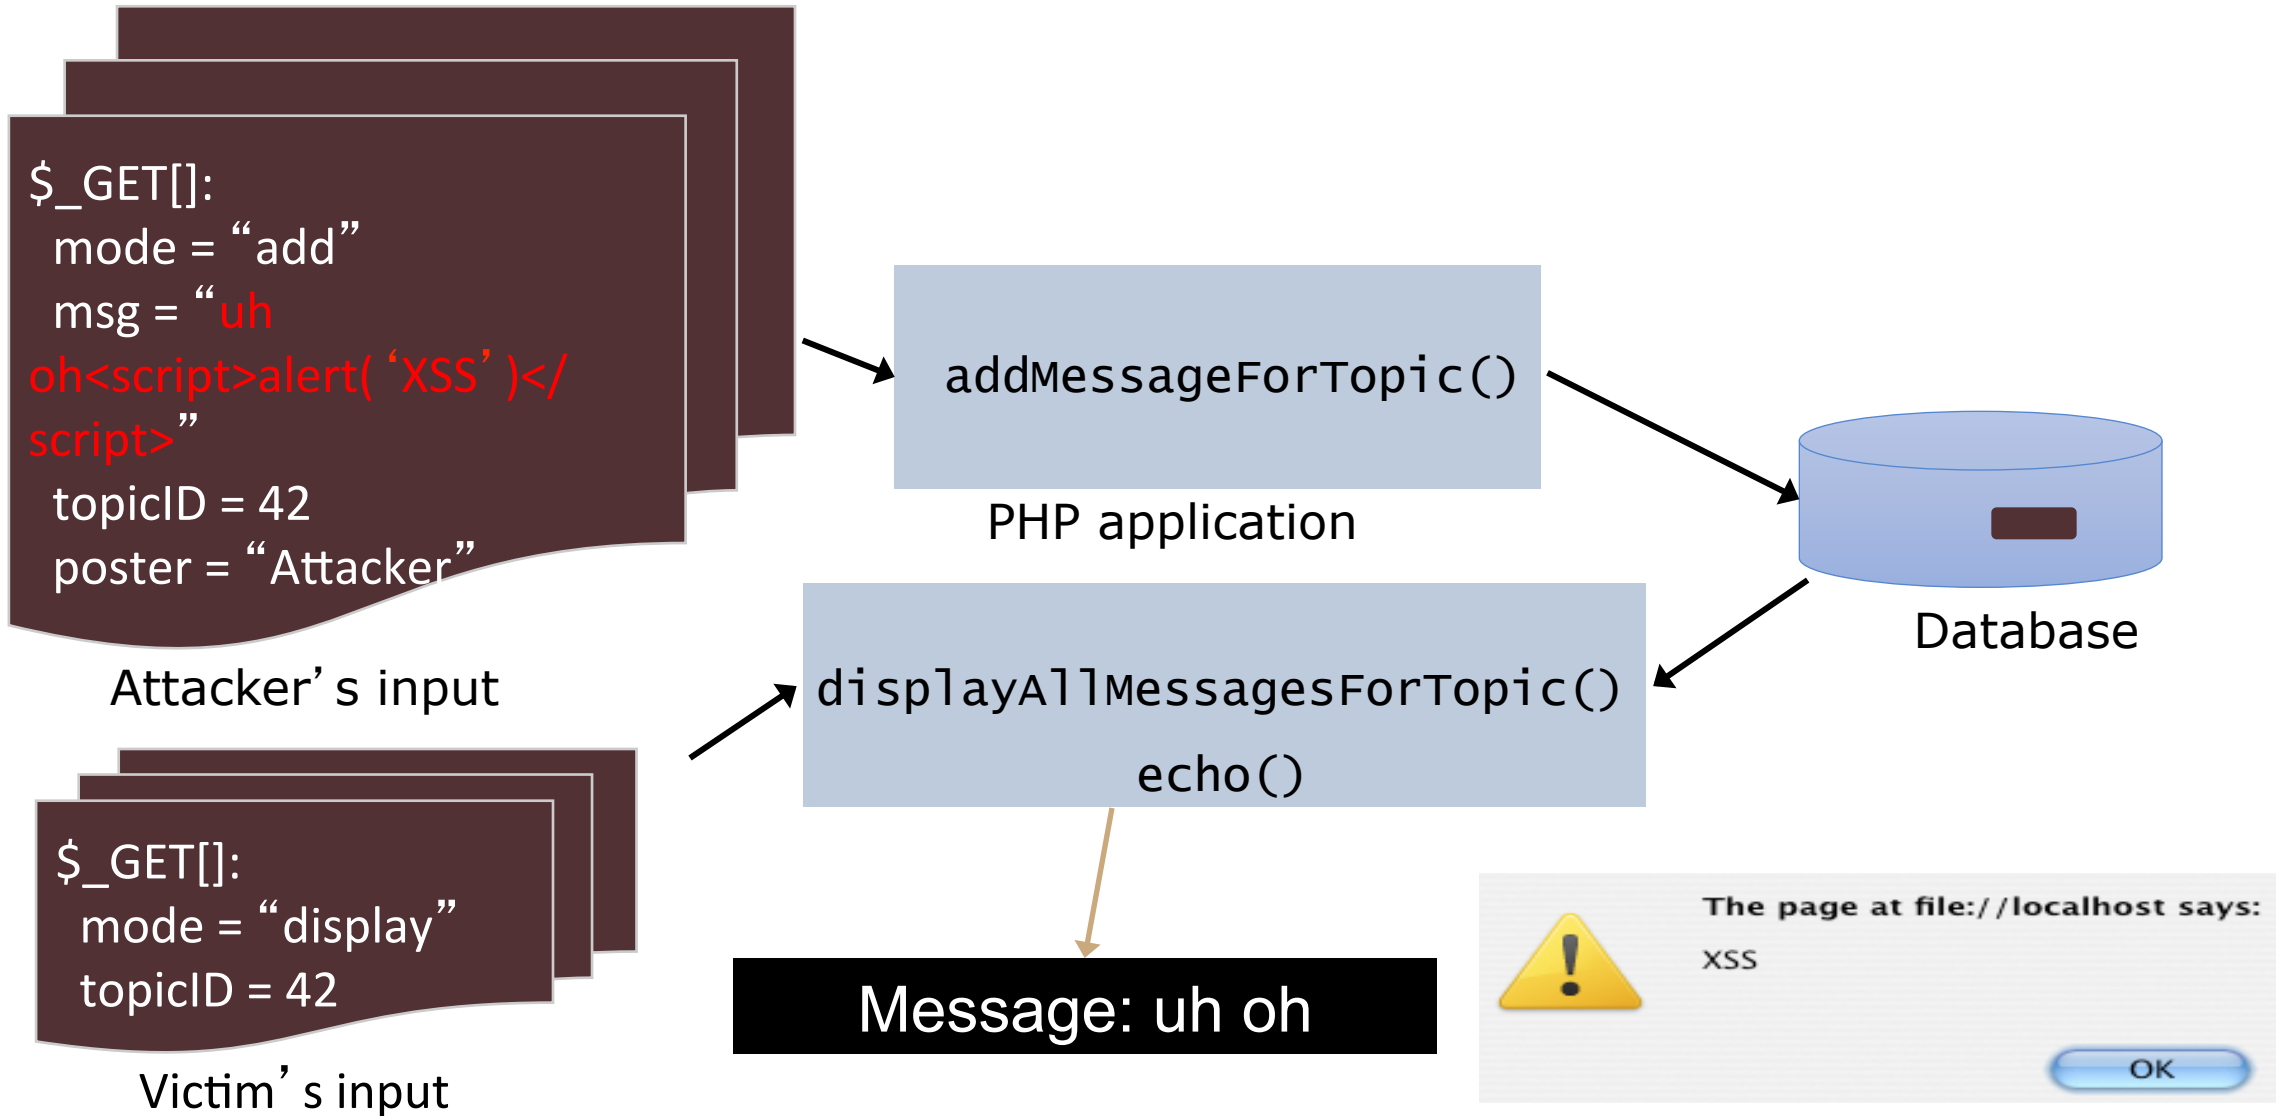 $_GET[]:
mode = “add”
msg = “uh
oh<script>alert(‘XSS’)</
script>”
topicID = 42
poster = “Attacker”
Attacker’s input
addMessageForTopic()
PHP application
Database
displayAllMessagesForTopic()
echo()
$_GET[]:
mode = “display”
topicID = 42
Victim’s input
Message: uh oh
The page at file://localhost says:
XSS
OK